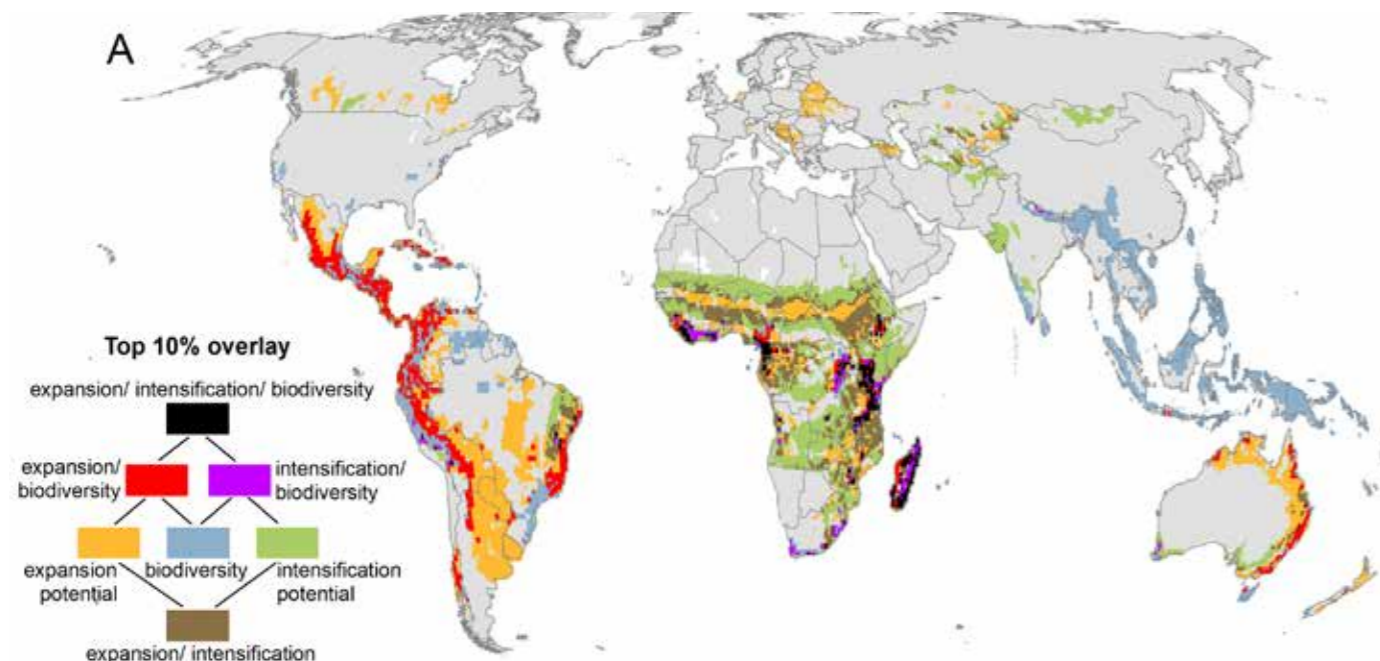 A
Top 10% overlay
expansion/ intensification/ biodiversity
expansion/
biodiversity
intensification/
biodiversity
expansion
potential
biodiversity
intensification
potential
expansion/ intensification